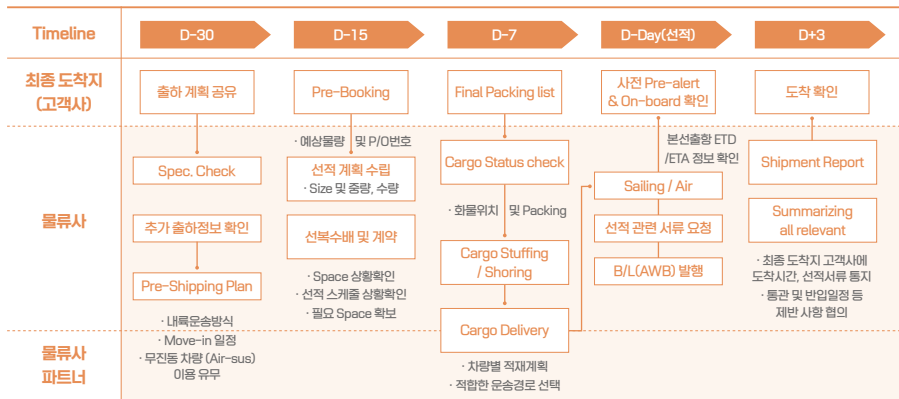 Timeline
D-30
D-15
D-7
D-Day(선적)
D+3
최종 도착지
(고객사)
출하 계획 공유
Pre-Booking
Final Packing list
사전 Pre-alert
& On-board 확인
도착 확인
물류사
Spec. Check
추가 출하정보 확인
Pre-Shipping Plan
· 내륙운송방식
· Move-in 일정
· 무진동 차량 (Air-sus)
이용 유무
· 예상물량 및 P/O번호
선적 계획 수립
· Size 및 중량, 수량
선복수배 및 계약
· Space 상황확인
· 선적 스케줄 상황확인
· 필요 Space 확보
Cargo Status check
· 화물위치 및 Packing
Cargo Stuffing
/ Shoring
Cargo Delivery
· 차량별 적재계획
· 적합한 운송경로 선택
본선출항 ETD
/ETA 정보 확인
Sailing / Air
선적 관련 서류 요청
B/L(AWB) 발행
Shipment Report
Summarizing
all relevant
· 최종 도착지 고객사에
도착시간, 선적서류 통지
· 통관 및 반입일정 등
제반 사항 협의
물류사
파트너